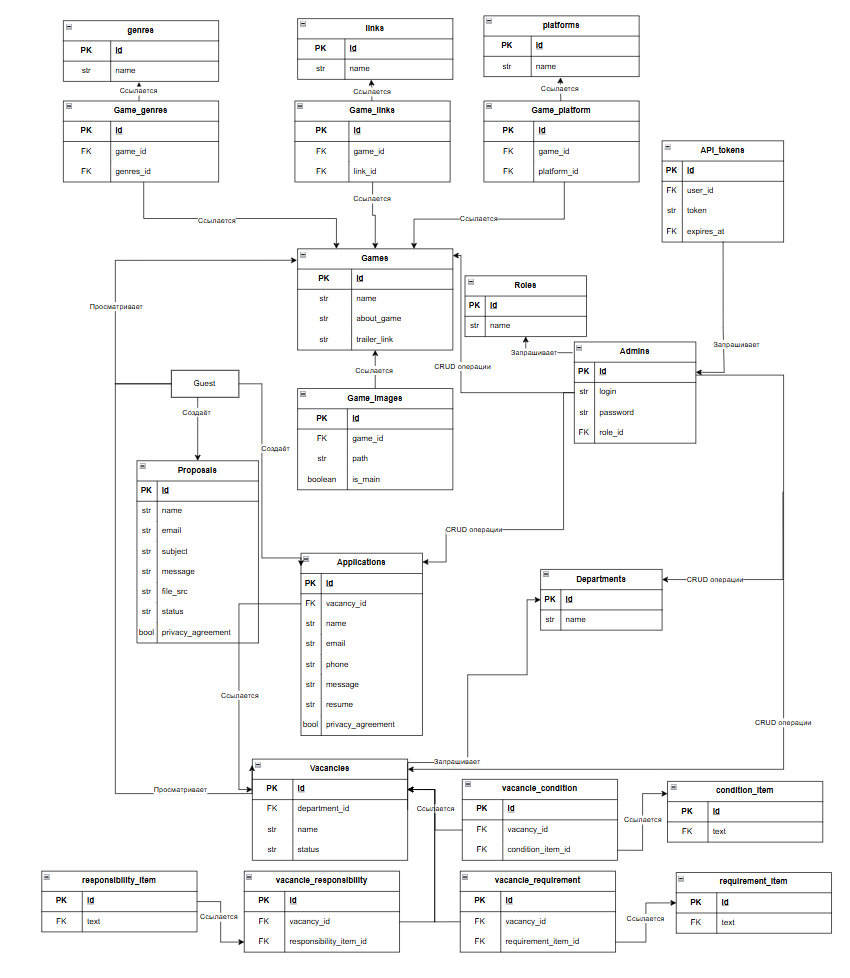 genres
PK Id
str name
links
PK Id
str name
platforms
PK Id
str name
Ссылается
Ссылается
Ссылается
Game_genres
PK Id
FK game_id
FK genres_id
Game_links
PK Id
FK game_id
FK link_id
Game_platform
PK Id
FK game_id
FK platform_id
API_tokens
PK Id
FK user_id
str token
FK expires_at
Ссылается
Ссылается
Ссылается
Games
PK Id
str name
str about_game
str trailer_link
Roles
PK Id
str name
Просматривает
Запрашивает
Запрашивает
Admins
PK Id
str login
str password
FK role_id
CRUD операции
Ссылается
Guest
Game_images
PK Id
FK game_id
str path
boolean is_main
Создаёт
Создаёт
Proposals
PK Id
str name
str email
str subject
str message
str file_src
str status
bool privacy_agreement
CRUD операции
Applications
PK Id
FK vacancy_id
str name
str email
str phone
str message
str resume
bool privacy_agreement
Departments
PK Id
str name
CRUD операции
Ссылается
CRUD операции
Запрашивает
Просматривает
Vacancies
PK Id
FK department_id
str name
str status
Ссылается
vacancie_condition
PK Id
FK vacancy_id
FK condition_item_id
Ссылается
condition_item
PK Id
FK text
responsibility_item
PK Id
FK text
Ссылается
vacancie_responsibility
PK Id
FK vacancy_id
FK responsibility_item_id
vacancie_requirement
PK Id
FK vacancy_id
FK requirement_item_id
Ссылается
requirement_item
PK Id
FK text